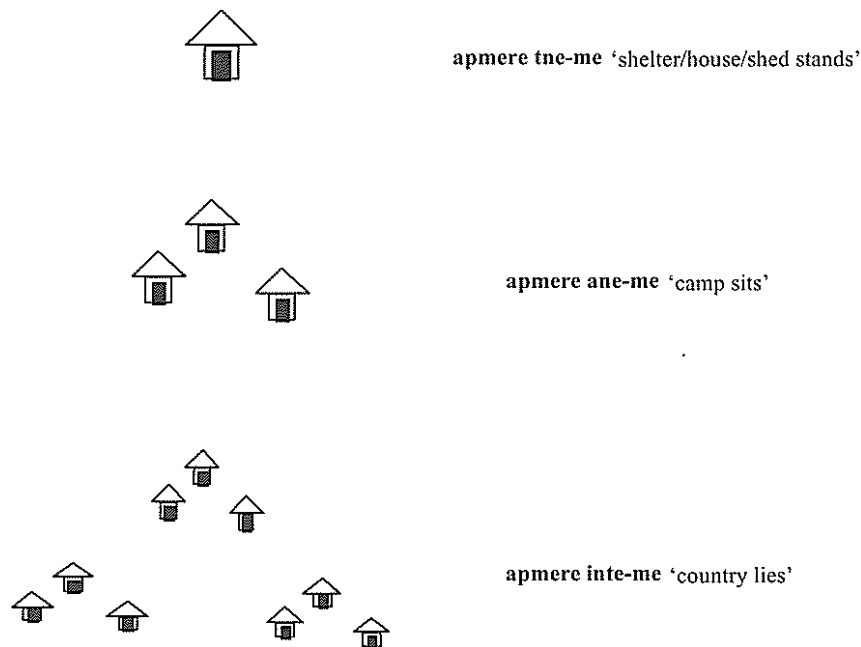 apmere tne-me ‘shelter/house/shed stands’
apmere ane-me ‘camp sits’
apmere inte-me ‘country lies’